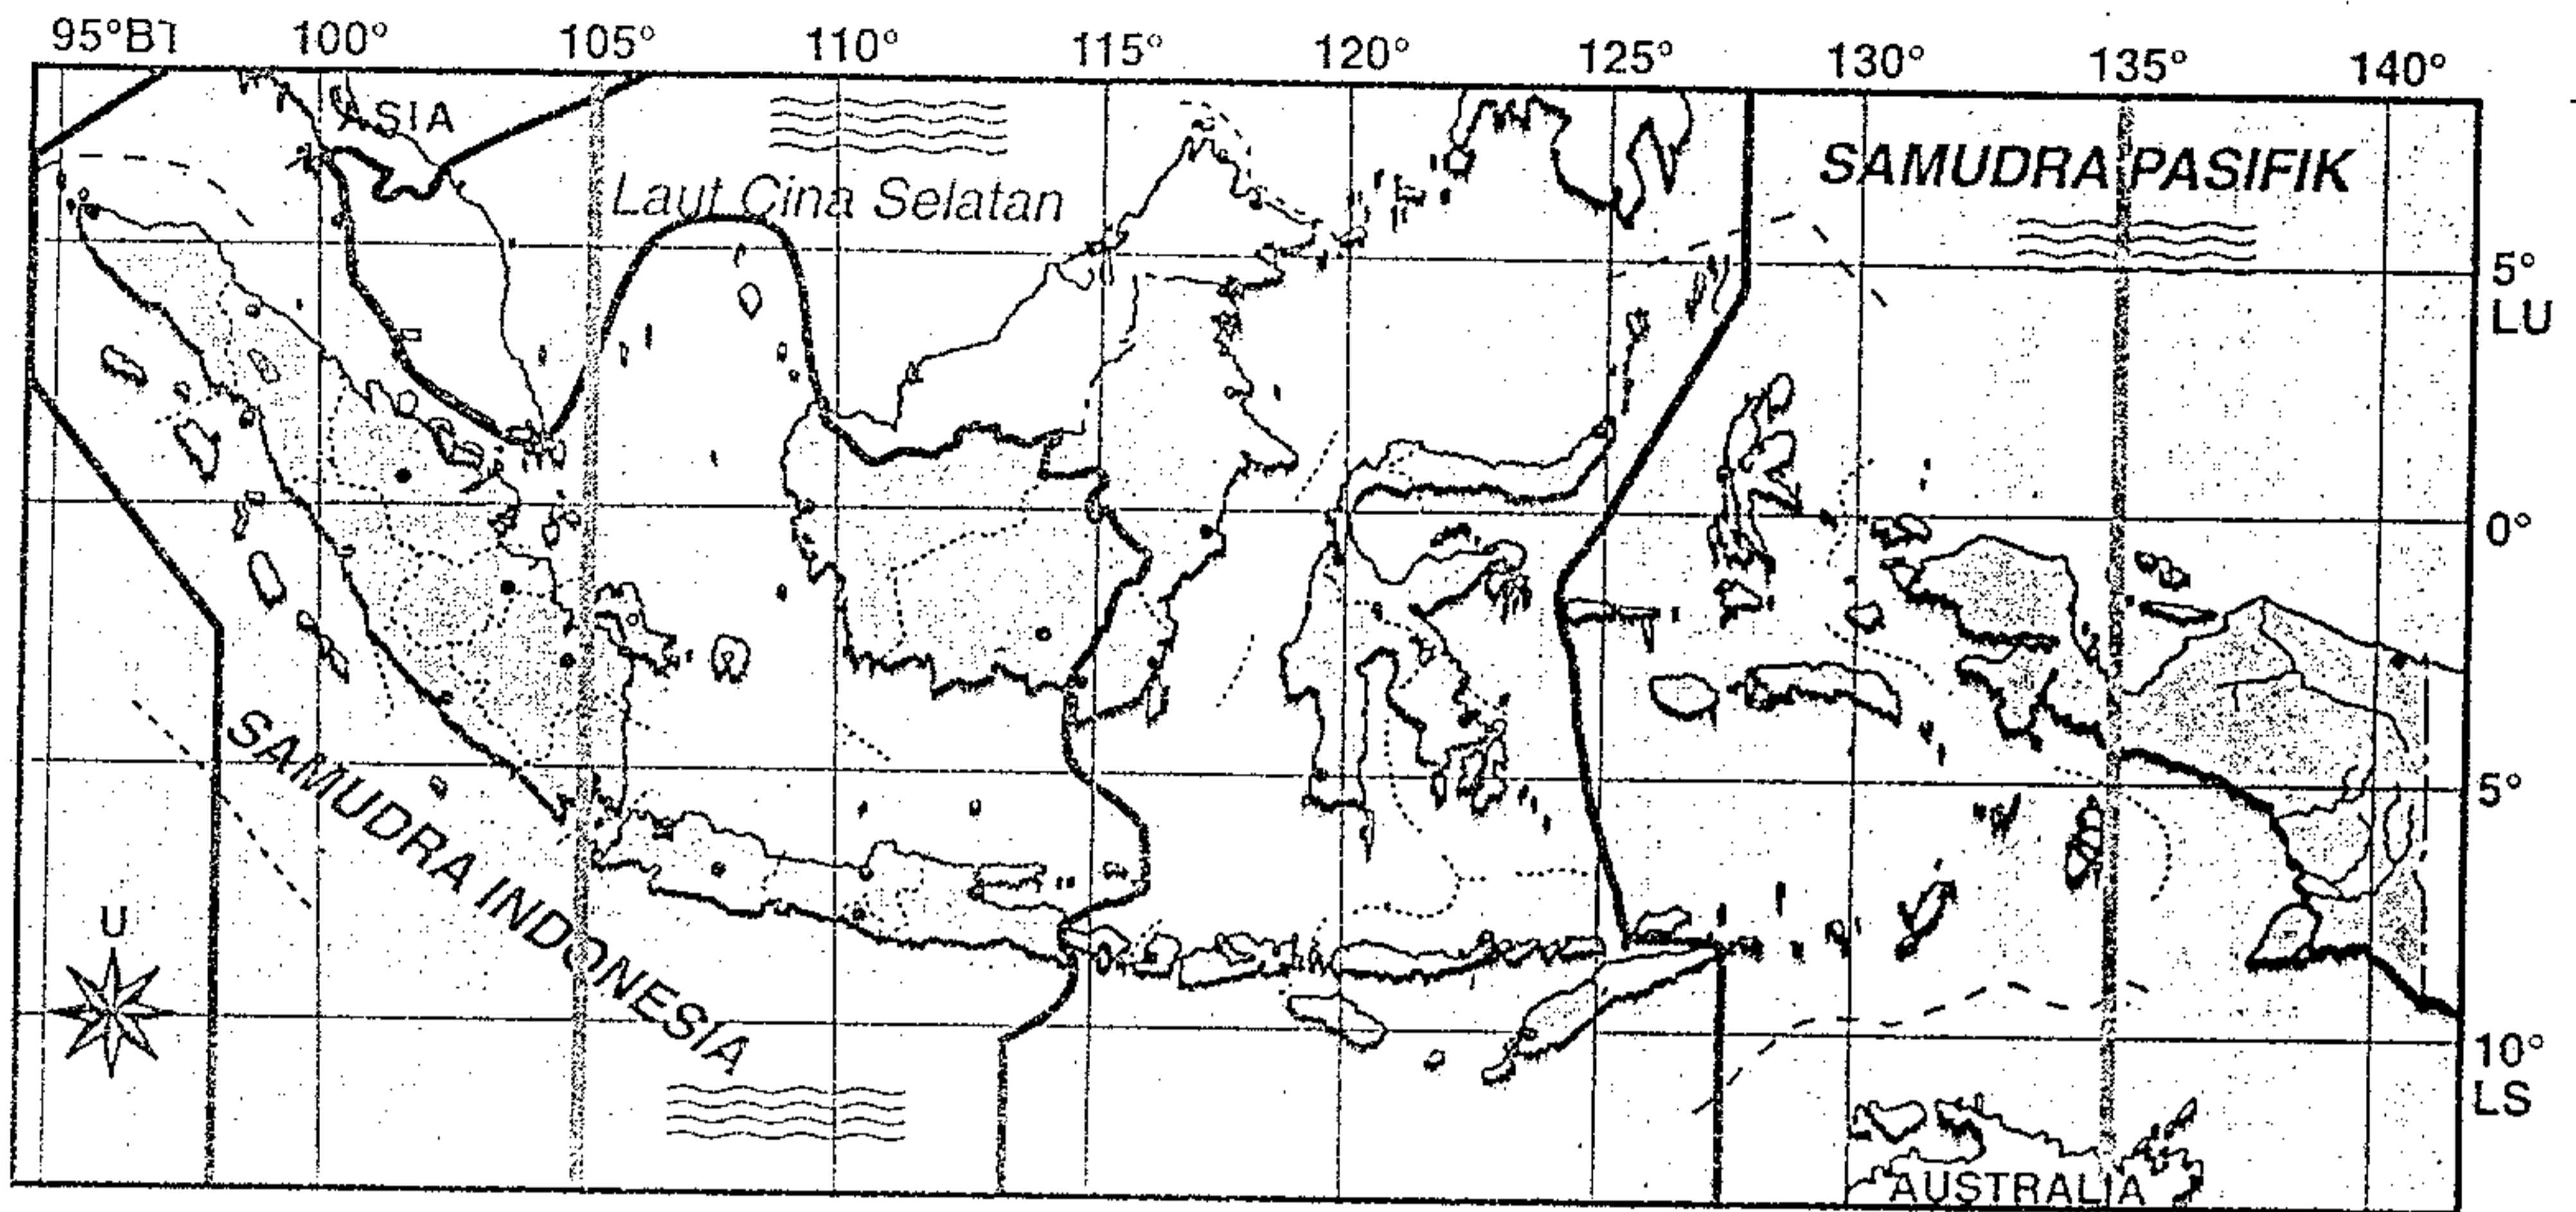 95°BT 100° 105° 110° 115° 120° 125° 130° 135° 140°
ASIA
SAMUDRA PASIFIK
Laut Cina Selatan
5°
LU
0°
SAMUDRA INDONESIA
5°
U
10°
LS
AUSTRALIA